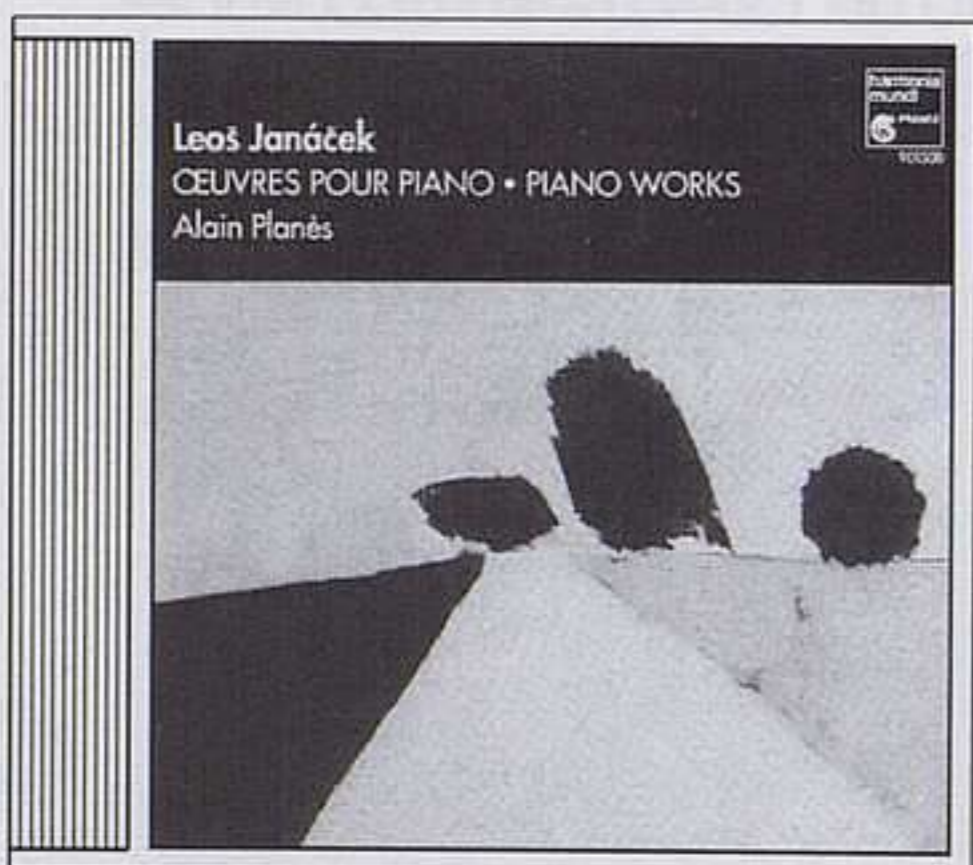 Leoš Janáček
ŒUVRES POUR PIANO • PIANO WORKS
Alain Planès
harmonia
mundi